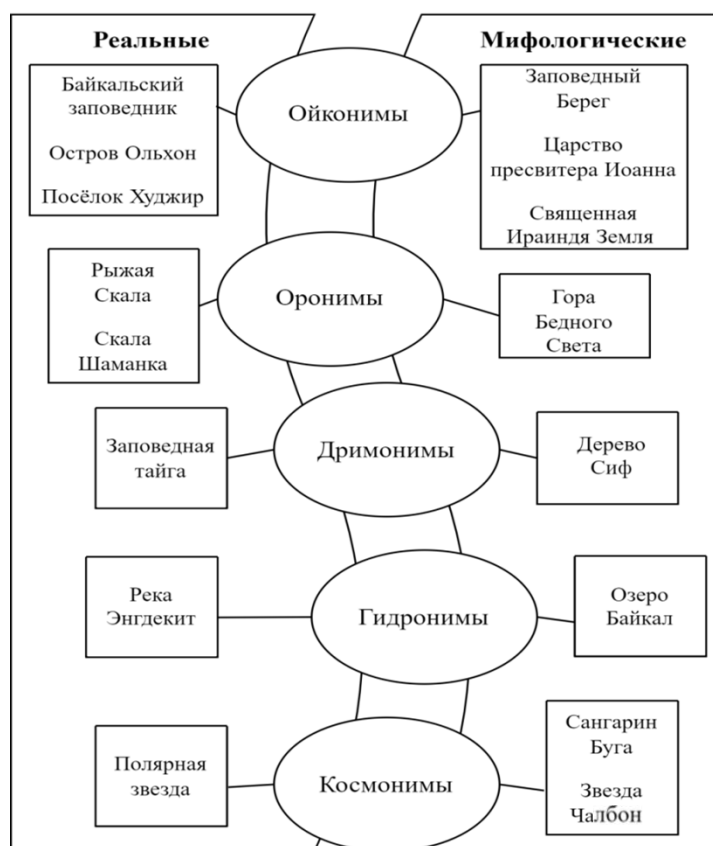 Реальные
Мифологические
Байкальский
заповедник
Остров Ольхон
Посёлок Худжир
Ойконимы
Заповедный
Берег
Царство
пресвитера Иоанна
Священная
Ираиндя Земля
Рыжая
Скала
Скала
Шаманка
Оронимы
Гора
Бедного
Света
Заповедная
тайга
Дримонимы
Дерево
Сиф
Река
Энгдекит
Гидронимы
Озеро
Байкал
Полярная
звезда
Космонимы
Сангарин
Буга
Звезда
Чалбон